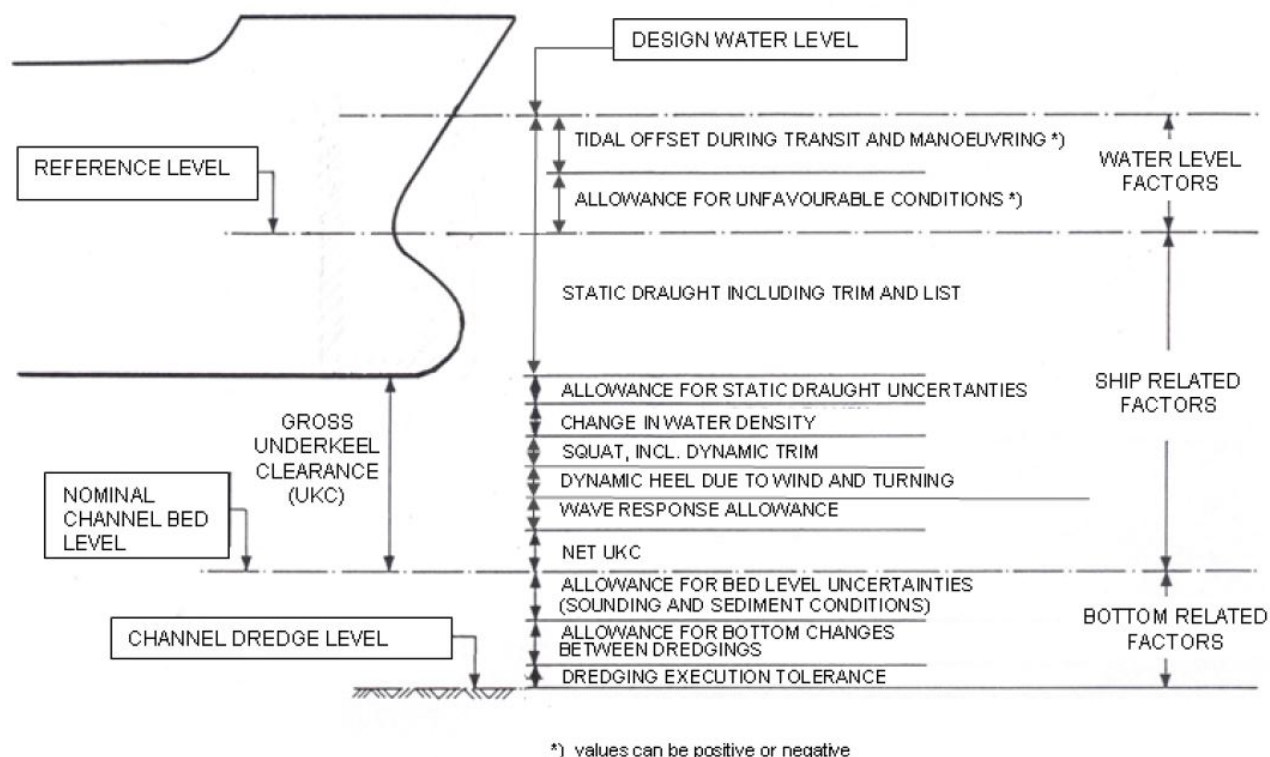 DESIGN WATER LEVEL
TIDAL OFFSET DURING TRANSIT AND MANOEUVRING *)
REFERENCE LEVEL
WATER LEVEL
FACTORS
ALLOWANCE FOR UNFAVOURABLE CONDITIONS *)
STATIC DRAUGHT INCLUDING TRIM AND LIST
ALLOWANCE FOR STATIC DRAUGHT UNCERTANTIES
SHIP RELATED
FACTORS
GROSS
UNDERKEEL
CLEARANCE
(UKC)
CHANGE IN WATER DENSITY
SQUAT, INCL. DYNAMIC TRIM
DYNAMIC HEEL DUE TO WIND AND TURNING
NOMINAL
CHANNEL BED
LEVEL
WAVE RESPONSE ALLOWANCE
NET UKC
ALLOWANCE FOR BED LEVEL UNCERTAINTIES
(SOUNDING AND SEDIMENT CONDITIONS)
BOTTOM RELATED
FACTORS
CHANNEL DREDGE LEVEL
ALLOWANCE FOR BOTTOM CHANGES
BETWEEN DREDGINGS
DREDGING EXECUTION TOLERANCE
*) values can be positive or negative